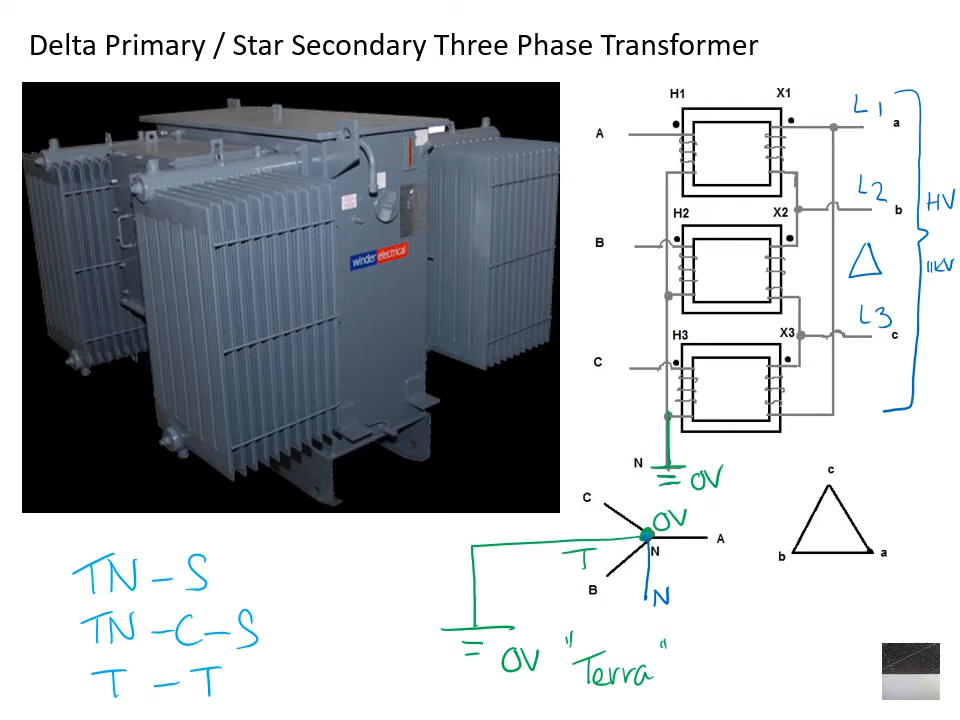 Delta Primary / Star Secondary Three Phase Transformer
winder electrical
H1 X1
L1
A a
L2
HV
H2 X2 b
B
11KV
L3
H3 X3 c
C
N 0V
C 0V
T N A
B N
c
b a
0V "Terra"
TN-S
TN-C-S
T-T